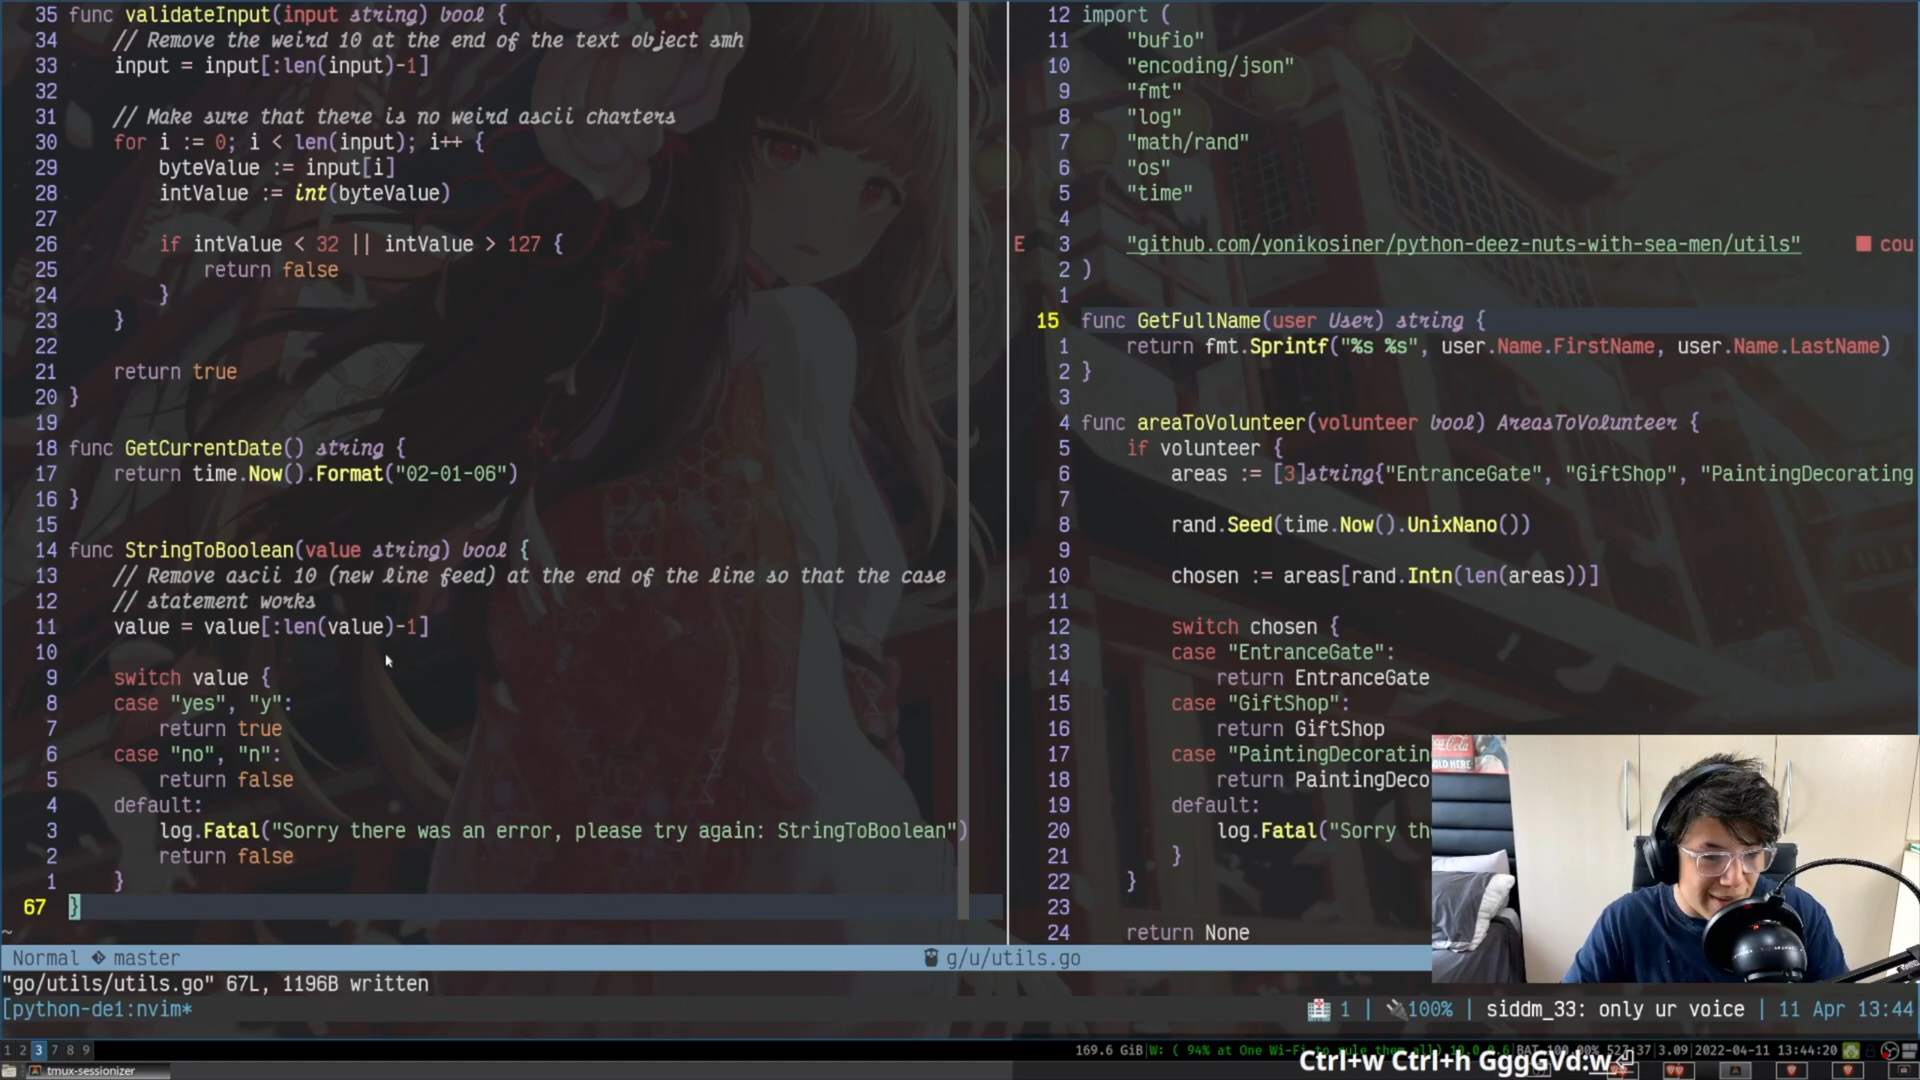 35 func validateInput(input string) bool {
34 // Remove the weird 10 at the end of the text object smh
33 input = input[:len(input)-1]
32
31 // Make sure that there is no weird ascii charters
30 for i := 0; i < len(input); i++ {
29 byteValue := input[i]
28 intValue := int(byteValue)
27
26 if intValue < 32 || intValue > 127 {
25 return false
24 }
23 }
22
21 return true
20 }
19
18 func GetCurrentDate() string {
17 return time.Now().Format("02-01-06")
16 }
15
14 func StringToBoolean(value string) bool {
13 // Remove ascii 10 (new line feed) at the end of the line so that the case
12 // statement works
11 value = value[:len(value)-1]
10
9 switch value {
8 case "yes", "y":
7 return true
6 case "no", "n":
5 return false
4 default:
3 log.Fatal("Sorry there was an error, please try again: StringToBoolean")
2 return false
1 }
67 }
~
12 import (
11 "bufio"
10 "encoding/json"
9 "fmt"
8 "log"
7 "math/rand"
6 "os"
5 "time"
4
E 3 "github.com/yonikosiner/python-deez-nuts-with-sea-men/utils" ■ cou
2 )
1
15 func GetFullName(user User) string {
1 return fmt.Sprintf("%s %s", user.Name.FirstName, user.Name.LastName)
2 }
3
4 func areaToVolunteer(volunteer bool) AreasToVolunteer {
5 if volunteer {
6 areas := [3]string{"EntranceGate", "GiftShop", "PaintingDecorating
7
8 rand.Seed(time.Now().UnixNano())
9
10 chosen := areas[rand.Intn(len(areas))]
11
12 switch chosen {
13 case "EntranceGate":
14 return EntranceGate
15 case "GiftShop":
16 return GiftShop
17 case "PaintingDecoratin
18 return PaintingDeco
19 default:
20 log.Fatal("Sorry th
21 }
22 }
23
24 return None
Coca-Cola
OLD HERE
Normal master g/u/utils.go
"go/utils/utils.go" 67L, 1196B written
[python-de1:nvim* 1 | 100% | siddm_33: only ur voice | 11 Apr 13:44
1 2 3 7 8 9 169.6 GiB|W: ( 94% at One Wi-Fi to rule them all) |BAT 100.00% |3.09|2022-04-11 13:44:20
tmux-sessionizer Ctrl+w Ctrl+h GggGVd:w⏎